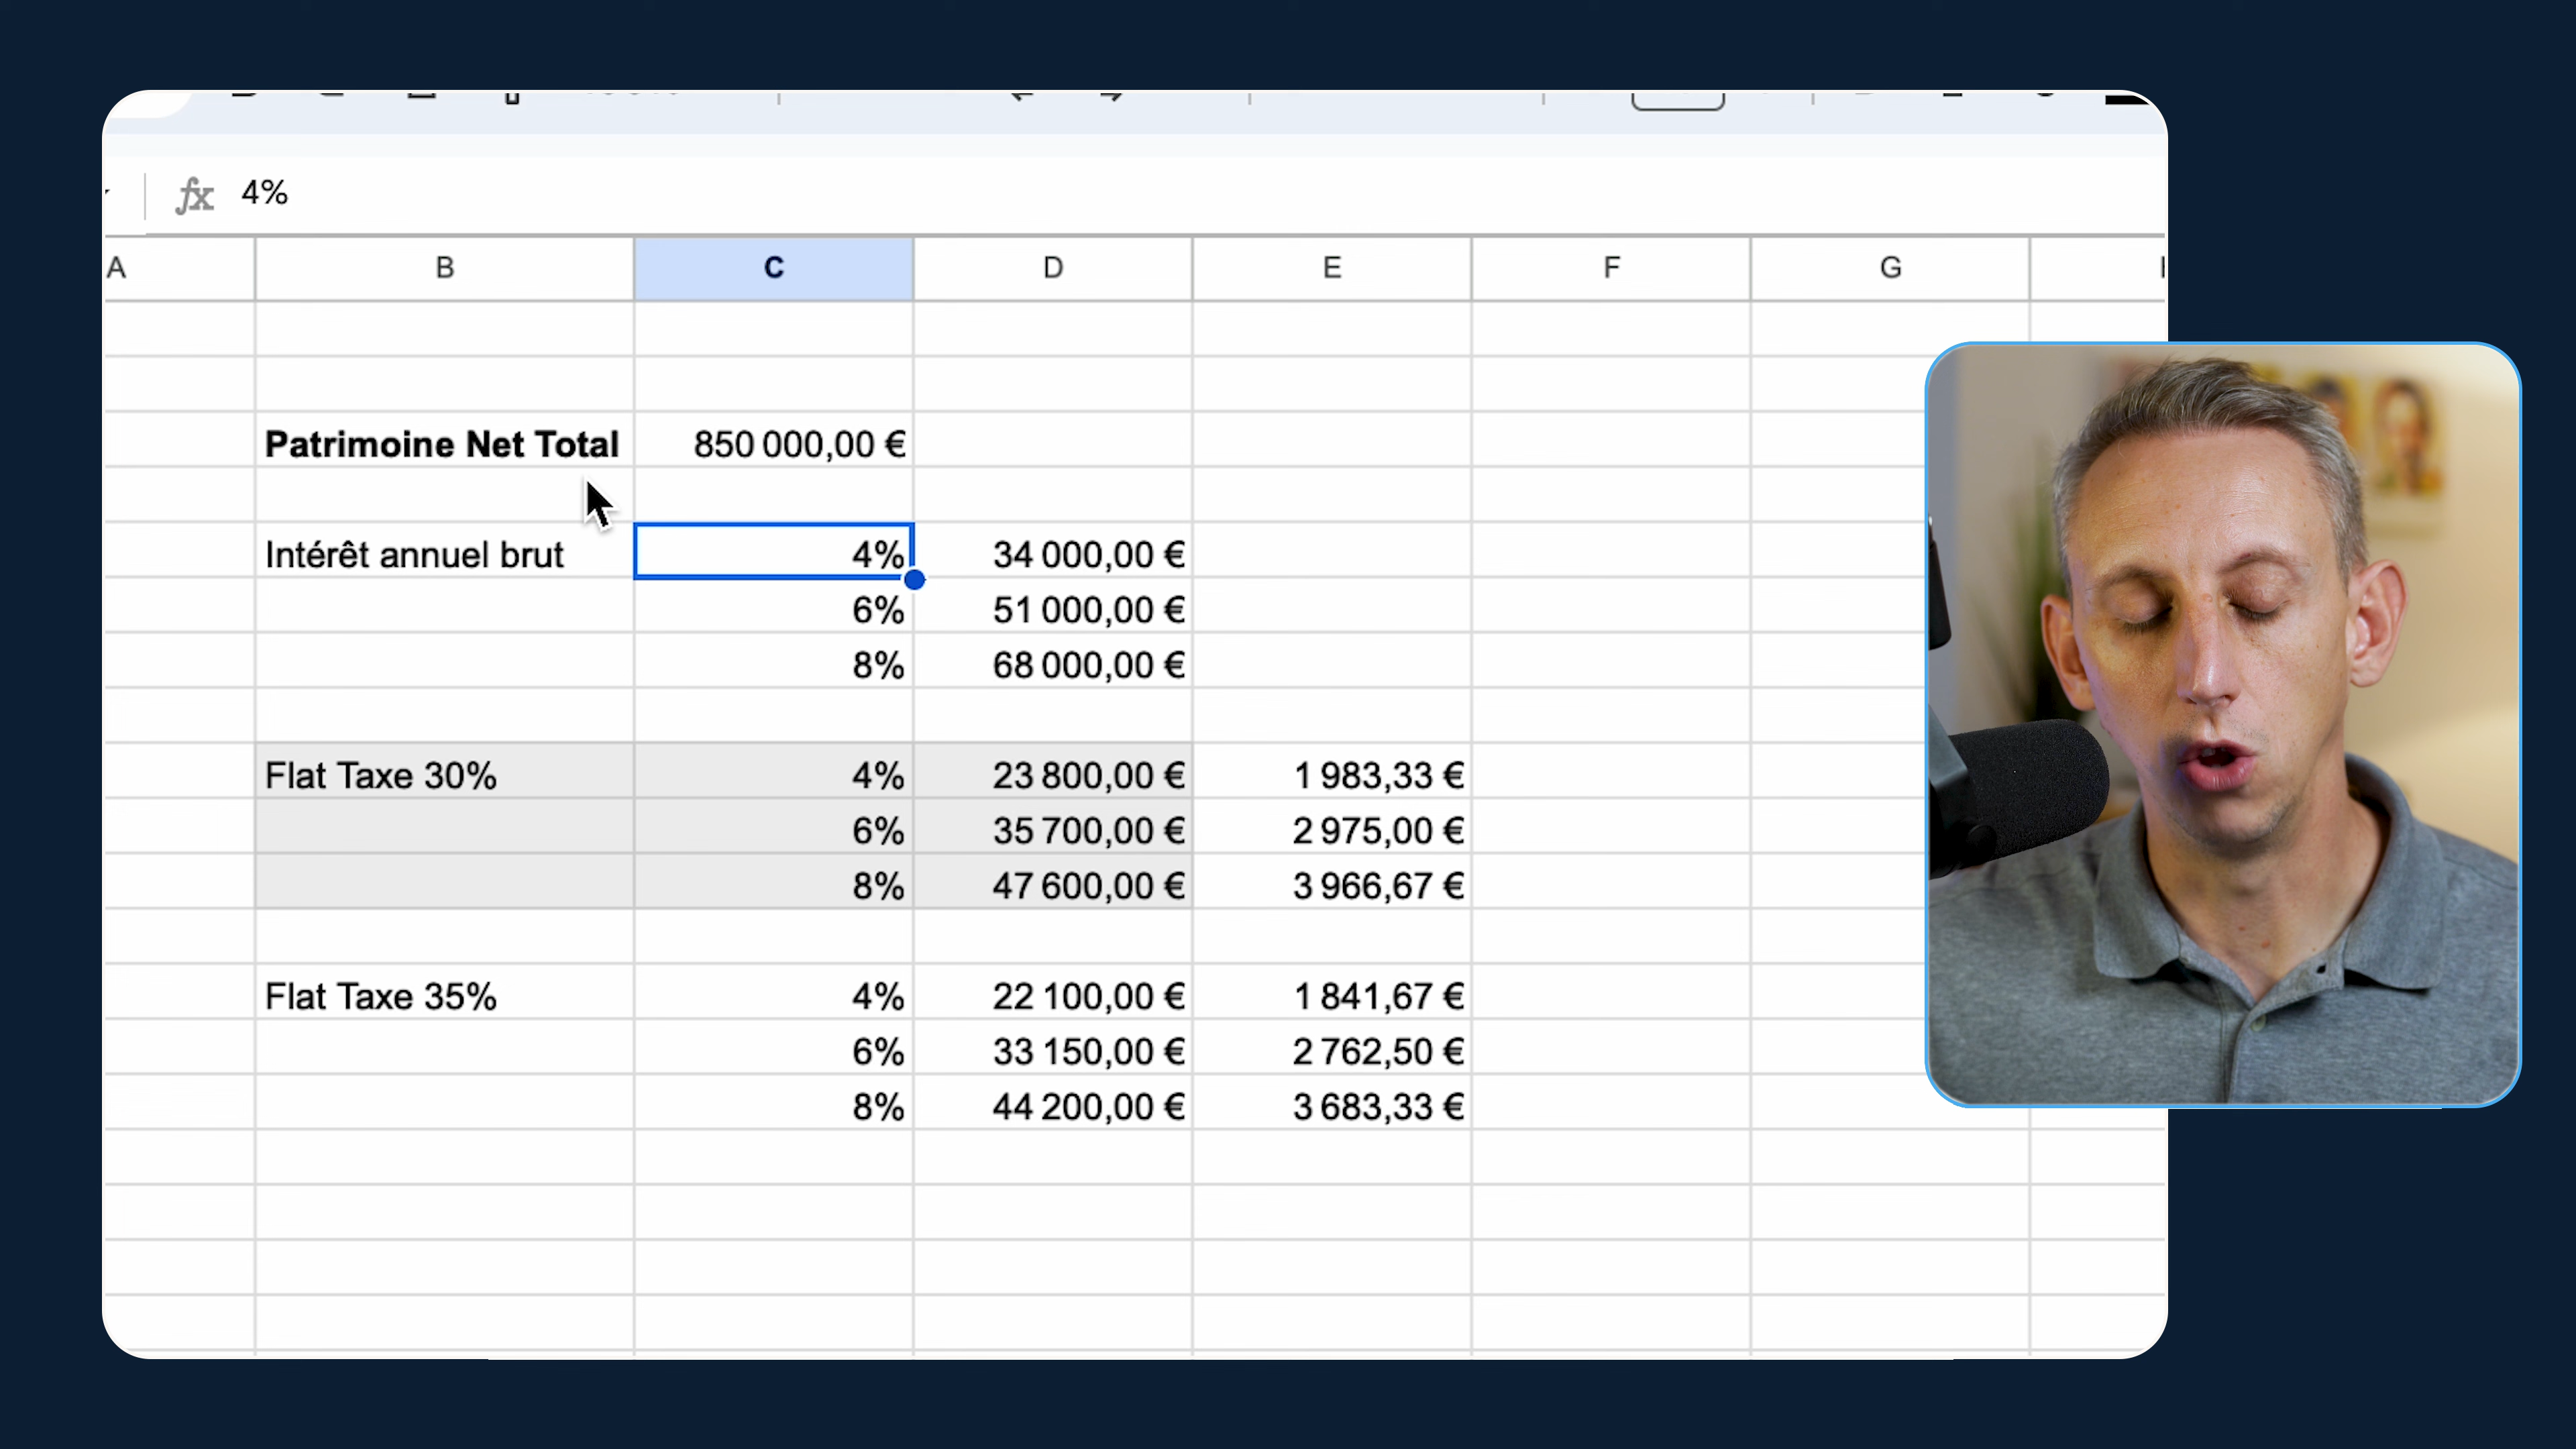 fx 4%
A B C D E F G
Patrimoine Net Total 850 000,00 €
Intérêt annuel brut 4% 34 000,00 €
6% 51 000,00 €
8% 68 000,00 €
Flat Taxe 30% 4% 23 800,00 € 1 983,33 €
6% 35 700,00 € 2 975,00 €
8% 47 600,00 € 3 966,67 €
Flat Taxe 35% 4% 22 100,00 € 1 841,67 €
6% 33 150,00 € 2 762,50 €
8% 44 200,00 € 3 683,33 €